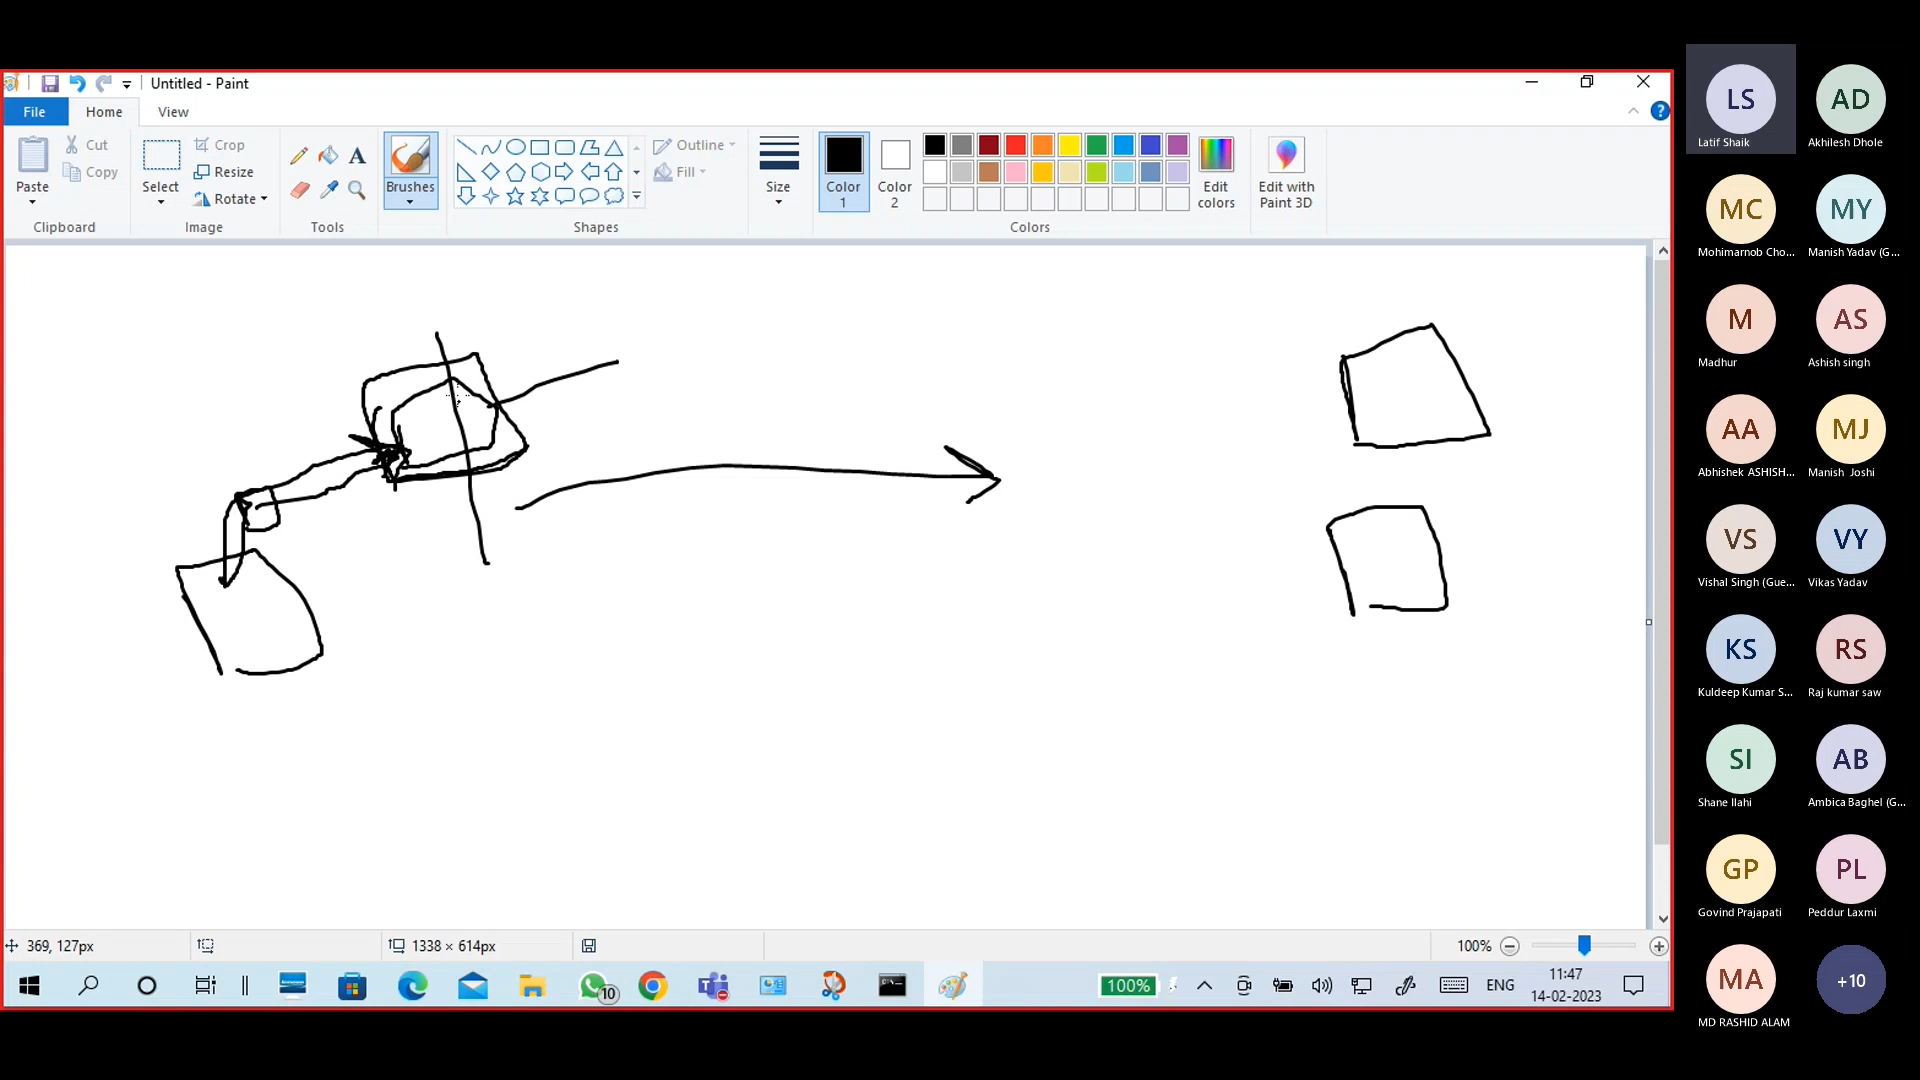 Untitled - Paint
File Home View
Cut
Copy
Paste
Clipboard
Crop
Resize
Rotate
Select
Image
A
Tools
Brushes
Outline
Fill
Shapes
Size
Color 1
Color 2
Edit colors
Colors
Edit with Paint 3D
369, 127px
1338 × 614px
100%
10
100%
ENG
11:47
14-02-2023
LS AD
Latif Shaik Akhilesh Dhole
MC MY
Mohimarnob Cho... Manish Yadav (G...
M AS
Madhur Ashish singh
AA MJ
Abhishek ASHISH... Manish Joshi
VS VY
Vishal Singh (Gue... Vikas Yadav
KS RS
Kuldeep Kumar S... Raj kumar saw
SI AB
Shane Ilahi Ambica Baghel (G...
GP PL
Govind Prajapati Peddur Laxmi
MA +10
MD RASHID ALAM